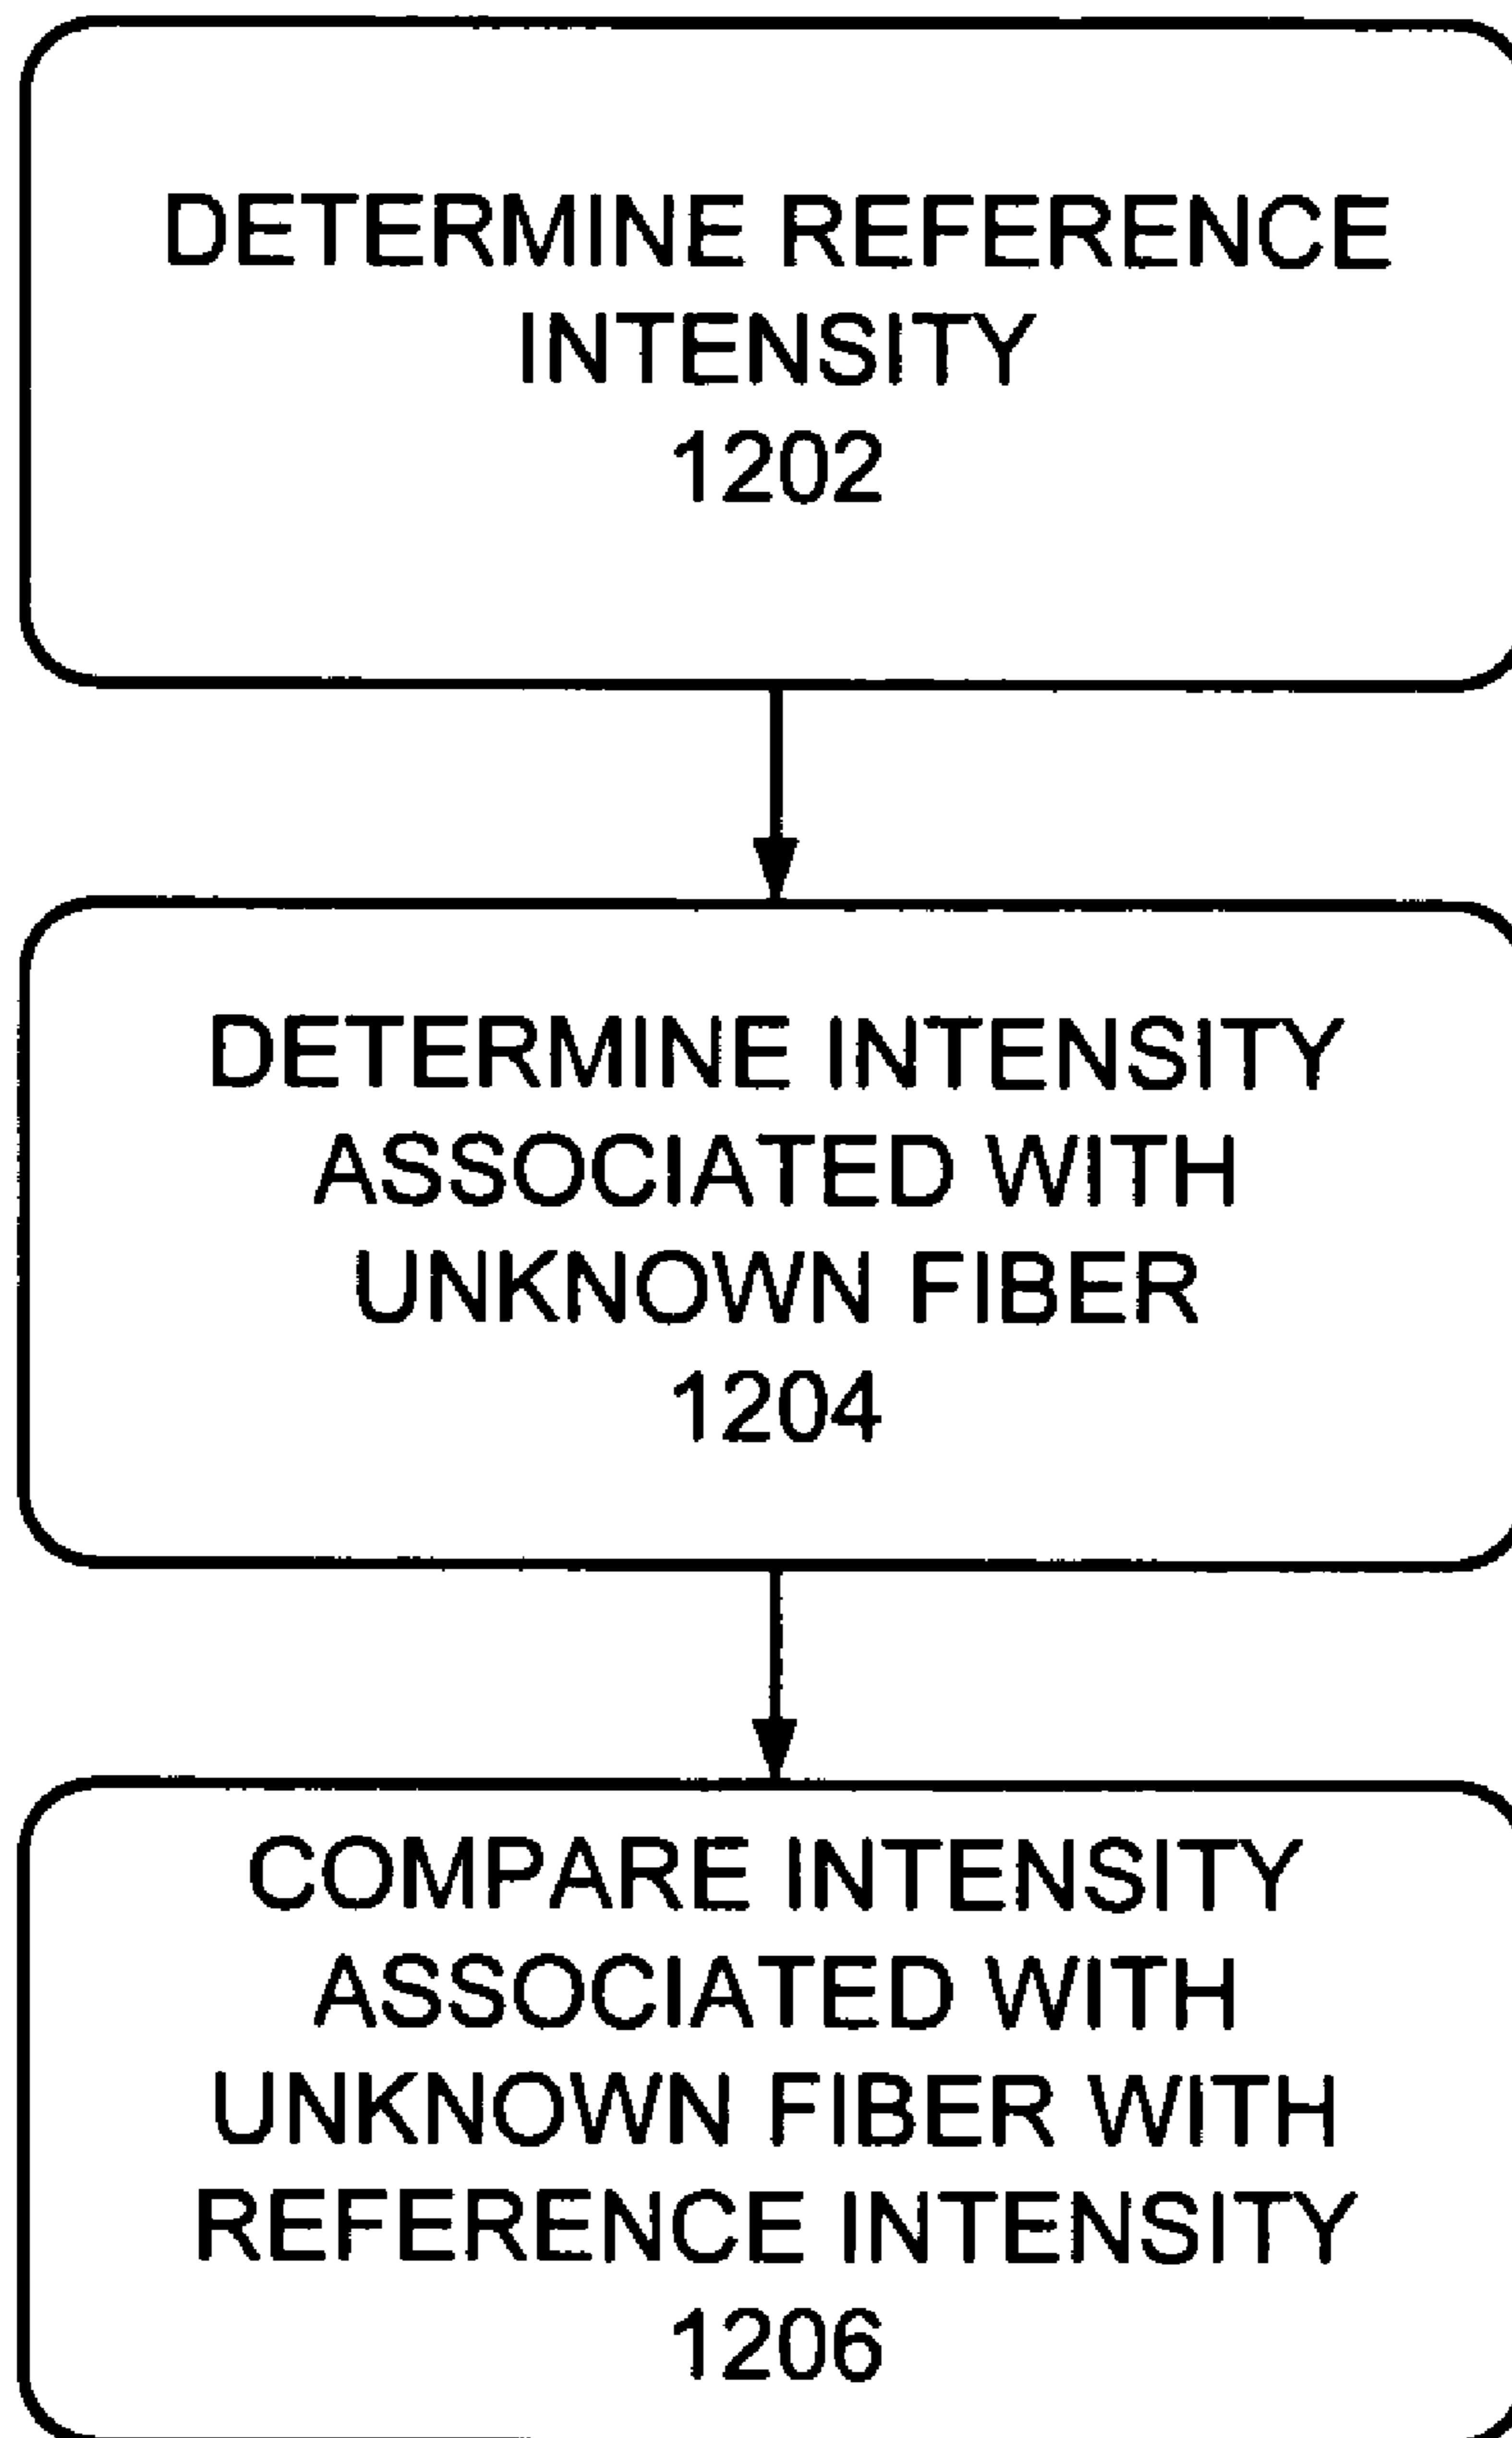 DETERMINE REFERENCE
INTENSITY
1202
DETERMINE INTENSITY
ASSOCIATED WITH
UNKNOWN FIBER
1204
COMPARE INTENSITY
ASSOCIATED WITH
UNKNOWN FIBER WITH
REFERENCE INTENSITY
1206